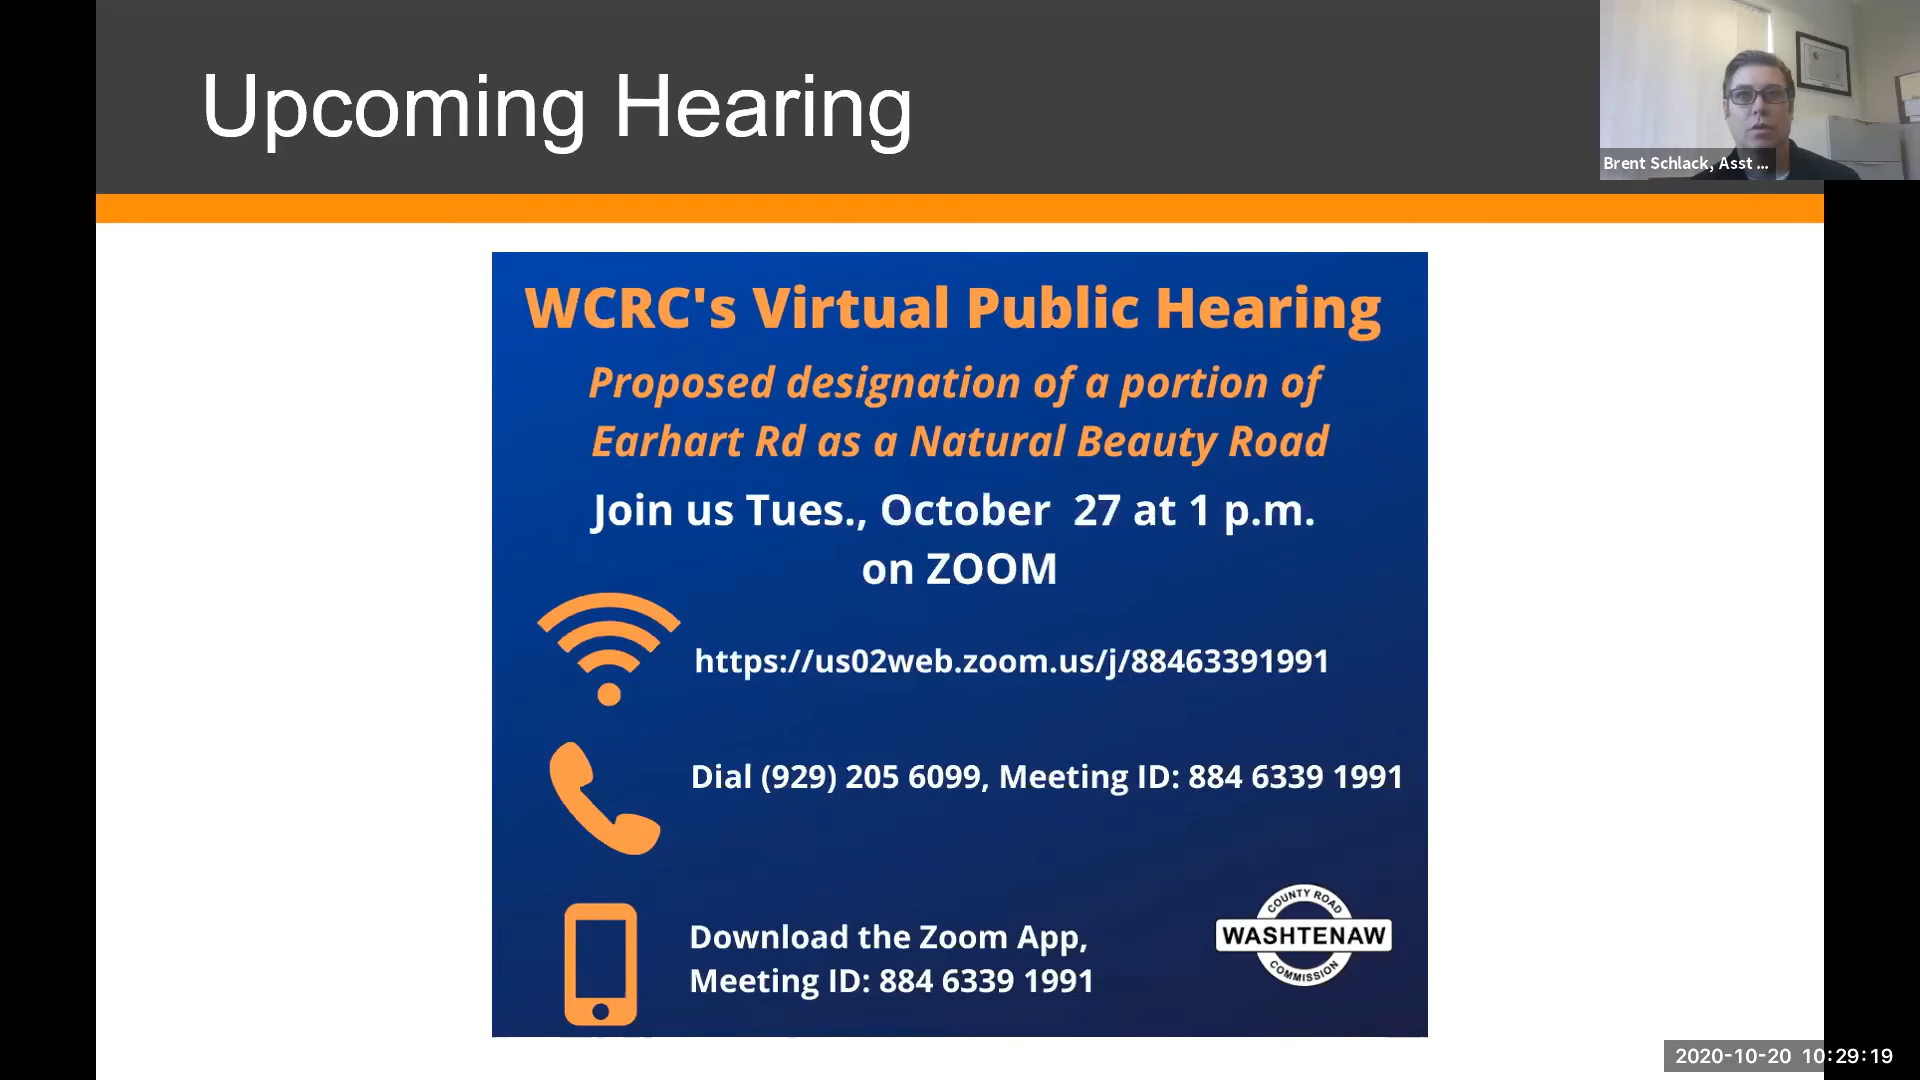 Upcoming Hearing
Brent Schlack, Asst ...
WCRC's Virtual Public Hearing
Proposed designation of a portion of
Earhart Rd as a Natural Beauty Road
Join us Tues., October 27 at 1 p.m.
on ZOOM
https://us02web.zoom.us/j/88463391991
Dial (929) 205 6099, Meeting ID: 884 6339 1991
Download the Zoom App,
Meeting ID: 884 6339 1991
COUNTY ROAD
WASHTENAW
COMMISSION
2020-10-20 10:29:19